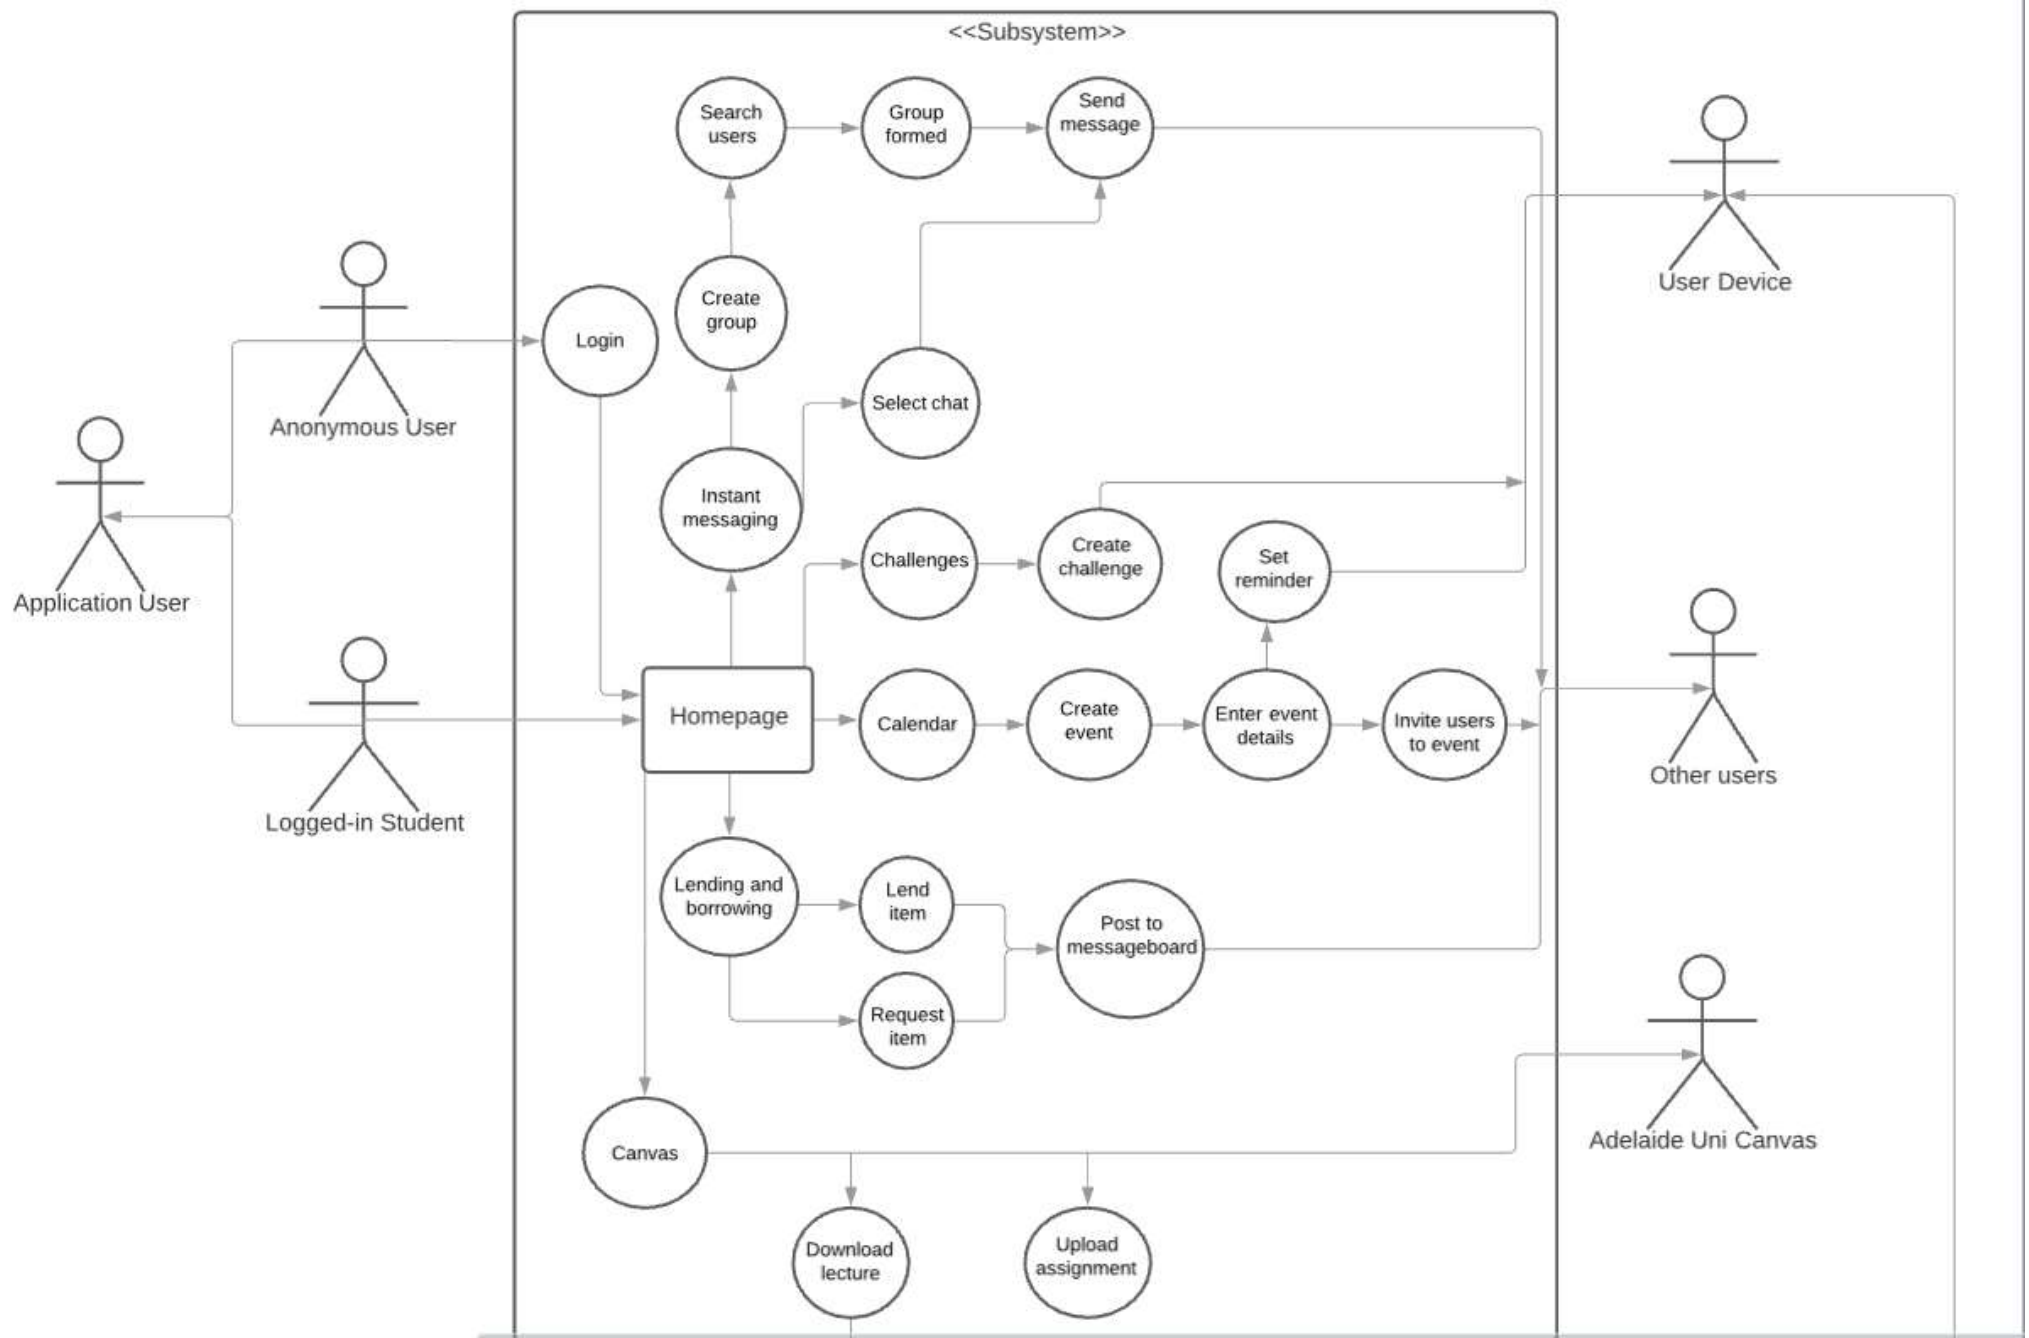 <<Subsystem>>
Search
users
Group
formed
Send
message
User Device
Create
group
Login
Anonymous User
Select chat
Instant
messaging
Application User
Challenges
Create
challenge
Set
reminder
Homepage
Calendar
Create
event
Enter event
details
Invite users
to event
Other users
Logged-in Student
Lending and
borrowing
Lend
item
Post to
messageboard
Request
item
Canvas
Adelaide Uni Canvas
Download
lecture
Upload
assignment